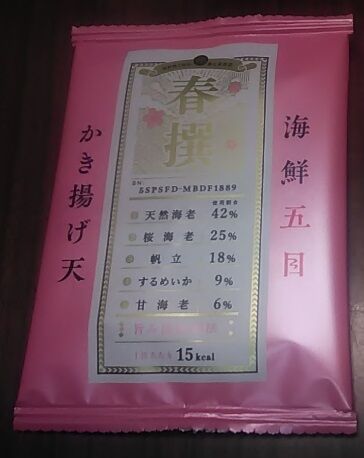 春撰
海鮮五目
かき揚げ天
SN:
5SPSFD-MBDF1889
使用割合
天然海老 42%
桜海老 25%
帆立 18%
するめいか 9%
甘海老 6%
15kcal